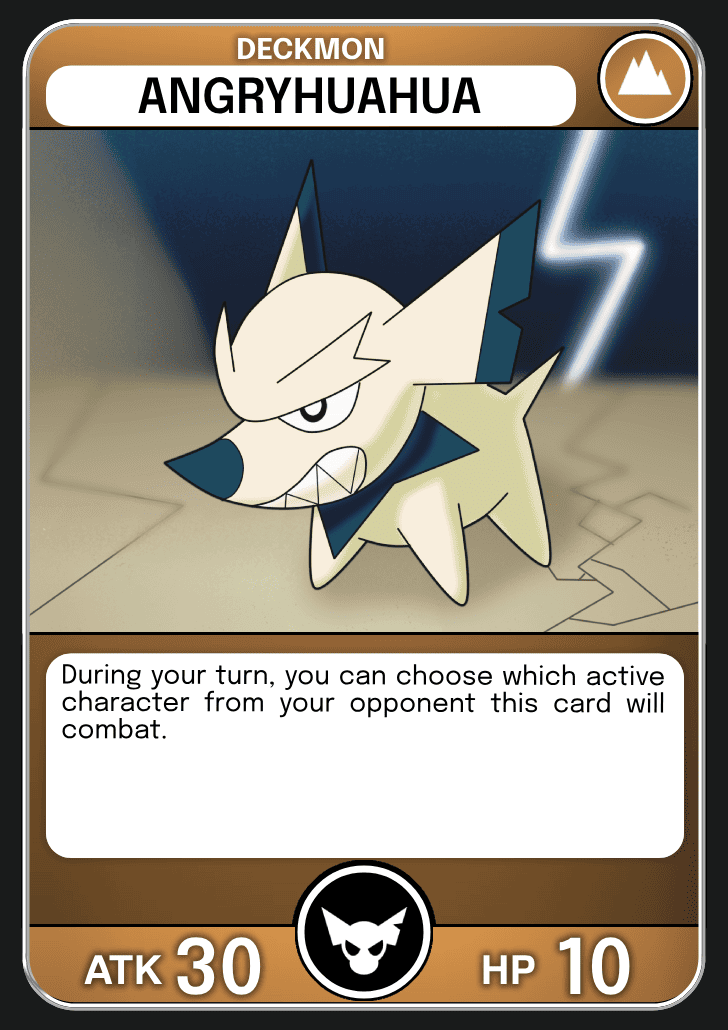 DECKMON
ANGRYHUAHUA
During your turn, you can choose which active
character from your opponent this card will
combat.
ATK 30 HP 10